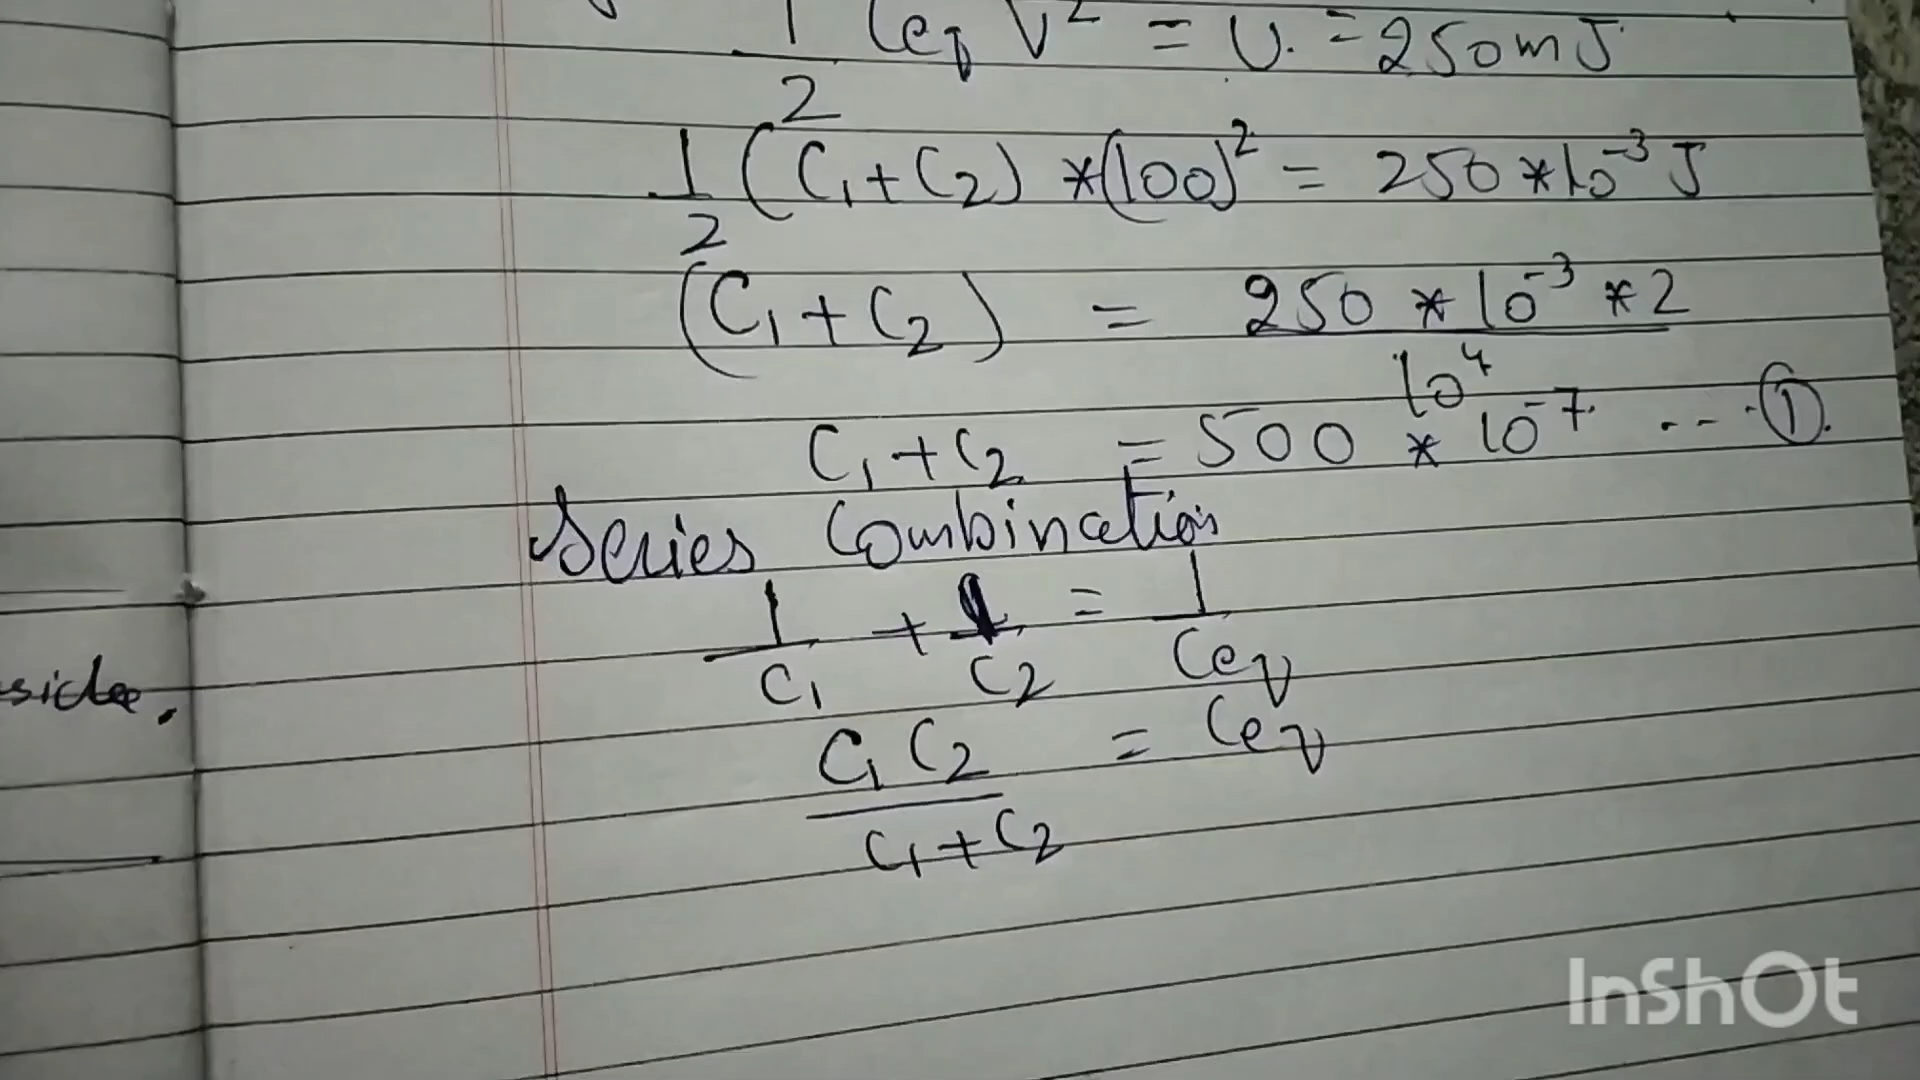 1/2 Ceq V² = U. = 250mJ
1/2 (C₁+C₂) *(100)² = 250 *10⁻³ J
(C₁+C₂) = 250 *10⁻³ *2 / 10⁴
C₁+C₂ = 500 * 10⁻⁷ ... ①.
Series Combination
1/C₁ + 1/C₂ = 1/Ceq
C₁C₂ / C₁+C₂ = Ceq
InShOt